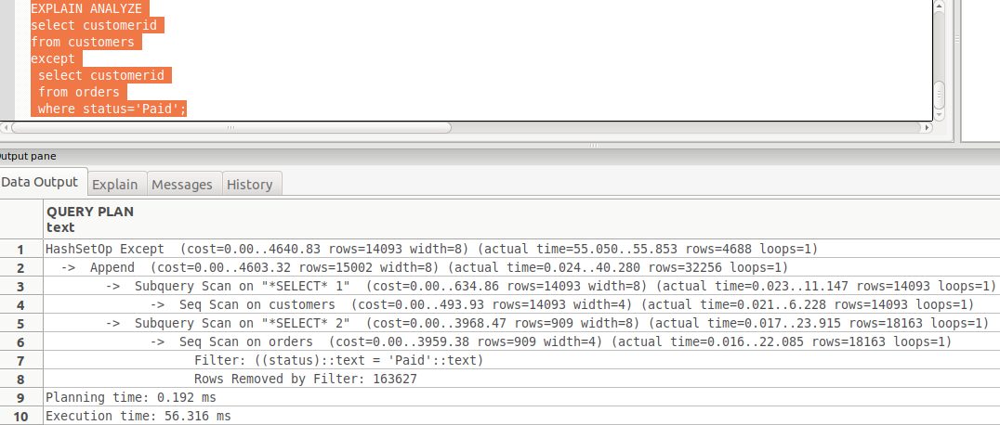 EXPLAIN ANALYZE
select customerid
from customers
except
select customerid
from orders
where status='Paid';
utput pane
Data Output Explain Messages History
QUERY PLAN
text
1 HashSetOp Except (cost=0.00..4640.83 rows=14093 width=8) (actual time=55.050..55.853 rows=4688 loops=1)
2 -> Append (cost=0.00..4603.32 rows=15002 width=8) (actual time=0.024..40.280 rows=32256 loops=1)
3 -> Subquery Scan on "*SELECT* 1" (cost=0.00..634.86 rows=14093 width=8) (actual time=0.023..11.147 rows=14093 loops=1)
4 -> Seq Scan on customers (cost=0.00..493.93 rows=14093 width=4) (actual time=0.021..6.228 rows=14093 loops=1)
5 -> Subquery Scan on "*SELECT* 2" (cost=0.00..3968.47 rows=909 width=8) (actual time=0.017..23.915 rows=18163 loops=1)
6 -> Seq Scan on orders (cost=0.00..3959.38 rows=909 width=4) (actual time=0.016..22.085 rows=18163 loops=1)
7 Filter: ((status)::text = 'Paid'::text)
8 Rows Removed by Filter: 163627
9 Planning time: 0.192 ms
10 Execution time: 56.316 ms